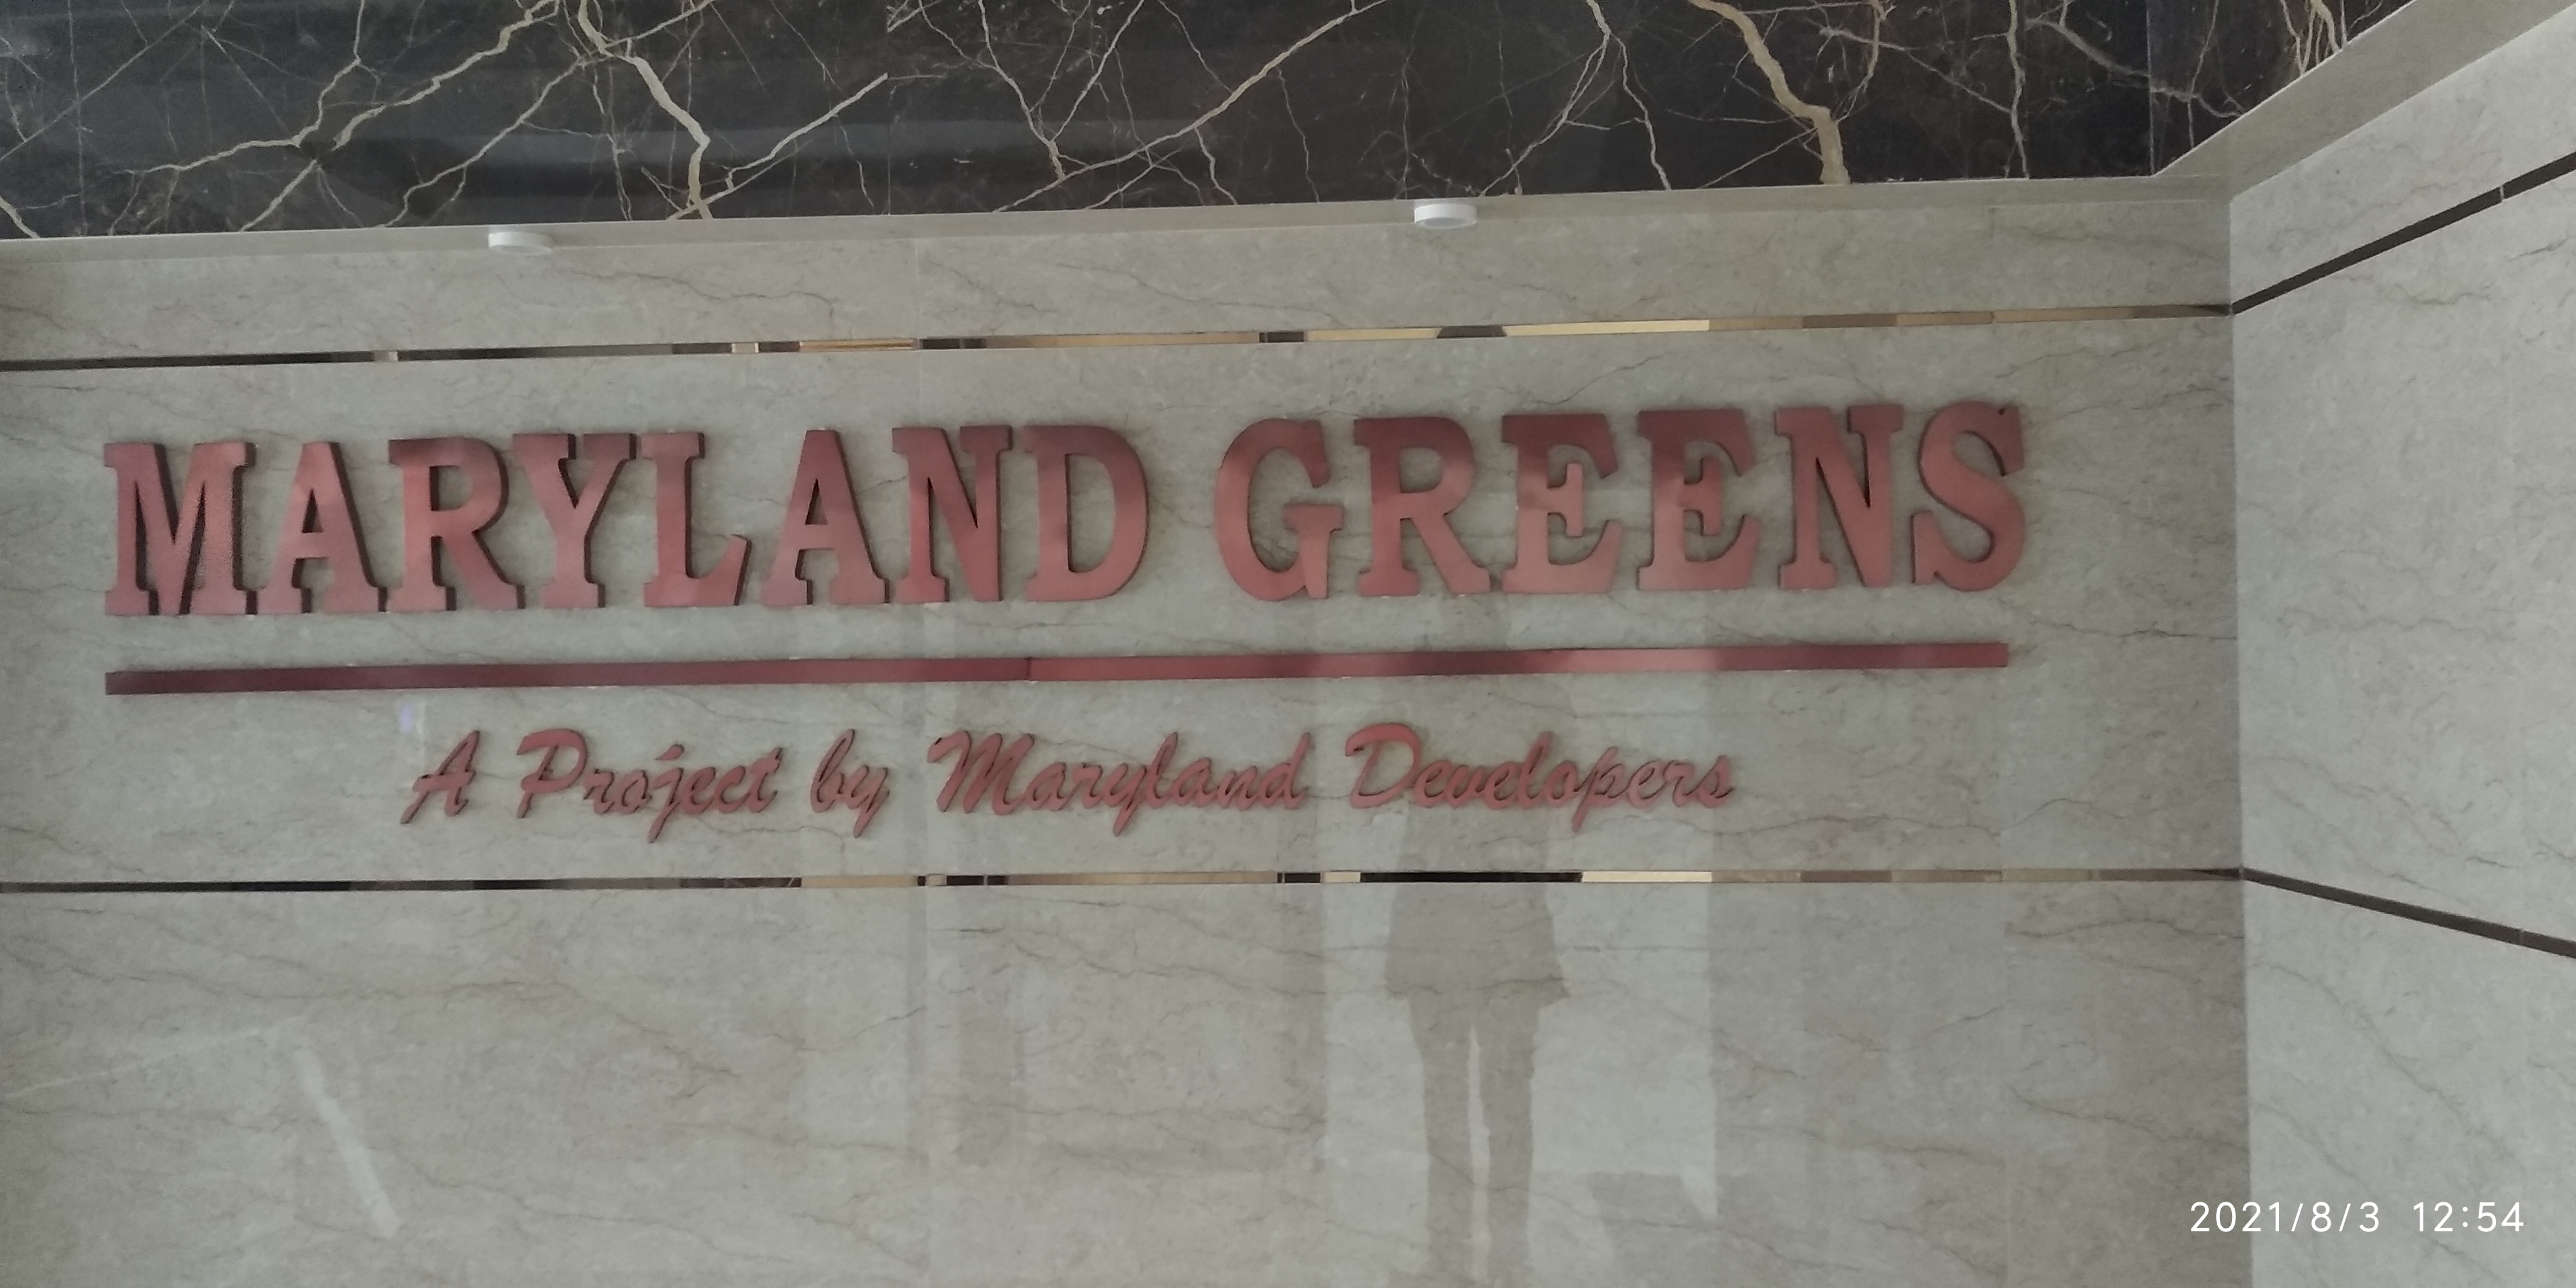 MARYLAND GREENS
A Project by Maryland Developers
2021/8/3 12:54